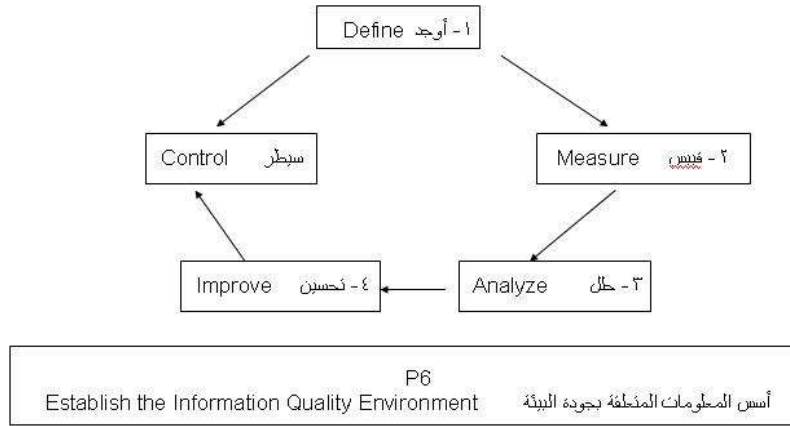 ١- أوجد Define
Control سيطر
Measure ٢- قييس
Improve ٤- تحسين
Analyze ٣- حلل
P6
Establish the Information Quality Environment أسس المعلومات المتعلقة بجودة البيئة